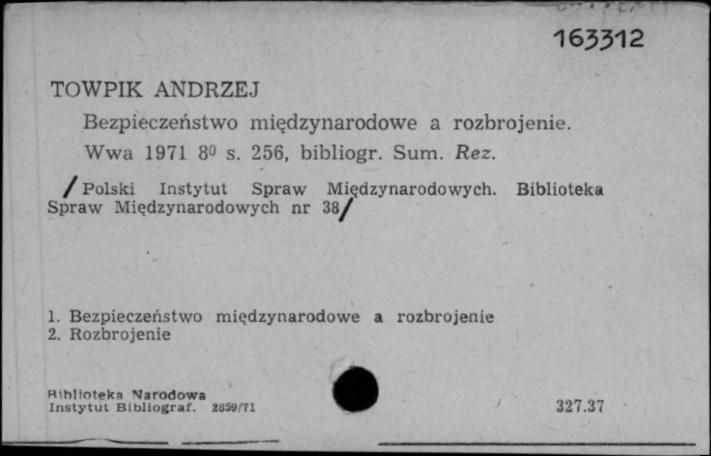 163312
TOWPIK ANDRZEJ
Bezpieczeństwo międzynarodowe a rozbrojenie.
Wwa 1971 8⁰ s. 256, bibliogr. Sum. Rez.
/Polski Instytut Spraw Międzynarodowych. Biblioteka
Spraw Międzynarodowych nr 38/
1. Bezpieczeństwo międzynarodowe a rozbrojenie
2. Rozbrojenie
Biblioteka Narodowa
Instytut Bibliograf. 2859/71
327.37